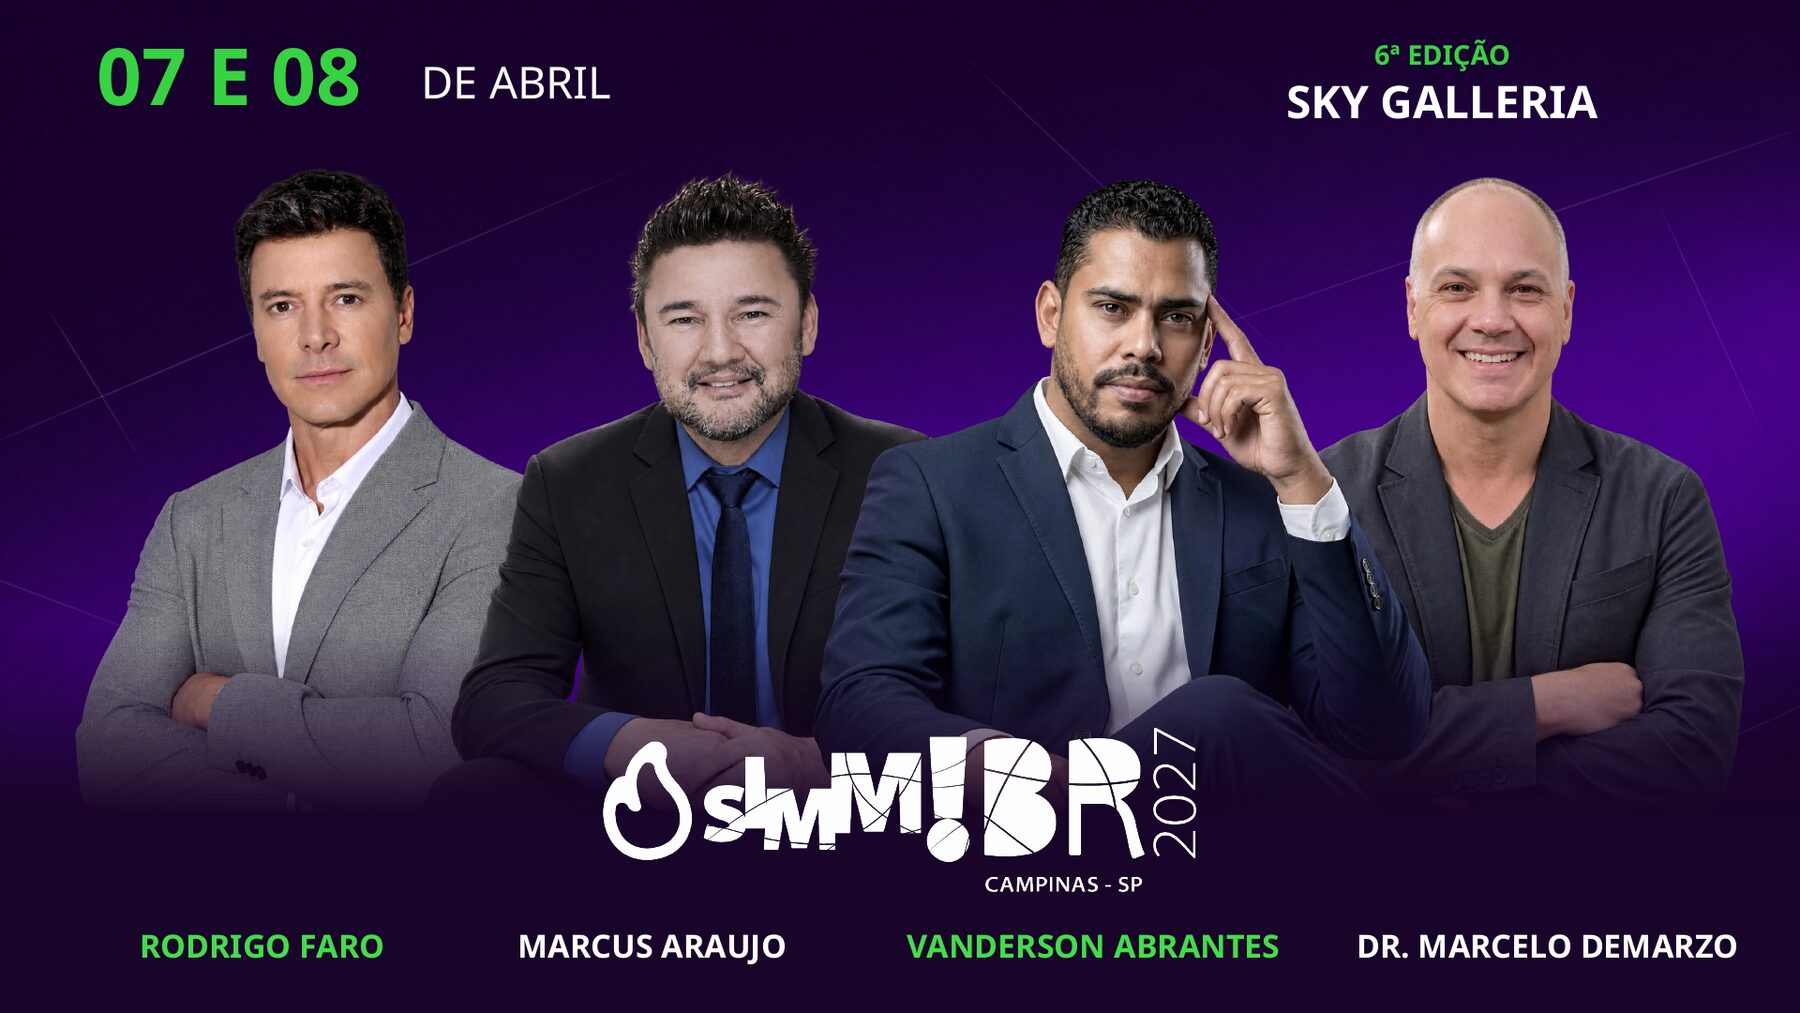 07 E 08 DE ABRIL
6ª EDIÇÃO
SKY GALLERIA
SIMM!BR 2027
CAMPINAS - SP
RODRIGO FARO
MARCUS ARAUJO
VANDERSON ABRANTES
DR. MARCELO DEMARZO